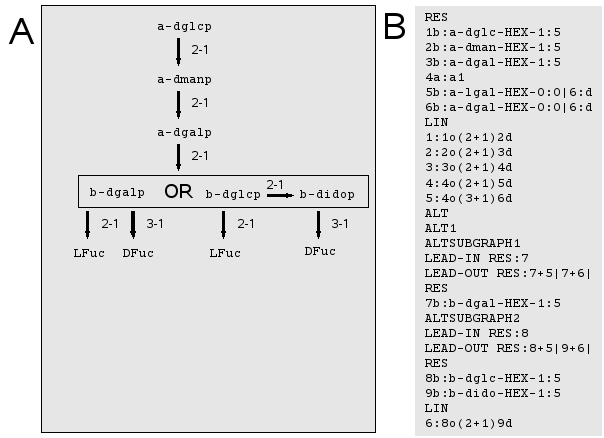 A
a-dglcp
2-1
a-dmanp
2-1
a-dgalp
2-1
b-dgalp OR b-dglcp 2-1 b-didop
2-1 3-1 2-1 3-1
LFuc DFuc LFuc DFuc
B
RES
1b:a-dglc-HEX-1:5
2b:a-dman-HEX-1:5
3b:a-dgal-HEX-1:5
4a:a1
5b:a-lgal-HEX-0:0|6:d
6b:a-dgal-HEX-0:0|6:d
LIN
1:1o(2+1)2d
2:2o(2+1)3d
3:3o(2+1)4d
4:4o(2+1)5d
5:4o(3+1)6d
ALT
ALT1
ALTSUBGRAPH1
LEAD-IN RES:7
LEAD-OUT RES:7+5|7+6|
RES
7b:b-dgal-HEX-1:5
ALTSUBGRAPH2
LEAD-IN RES:8
LEAD-OUT RES:8+5|9+6|
RES
8b:b-dglc-HEX-1:5
9b:b-dido-HEX-1:5
LIN
6:8o(2+1)9d